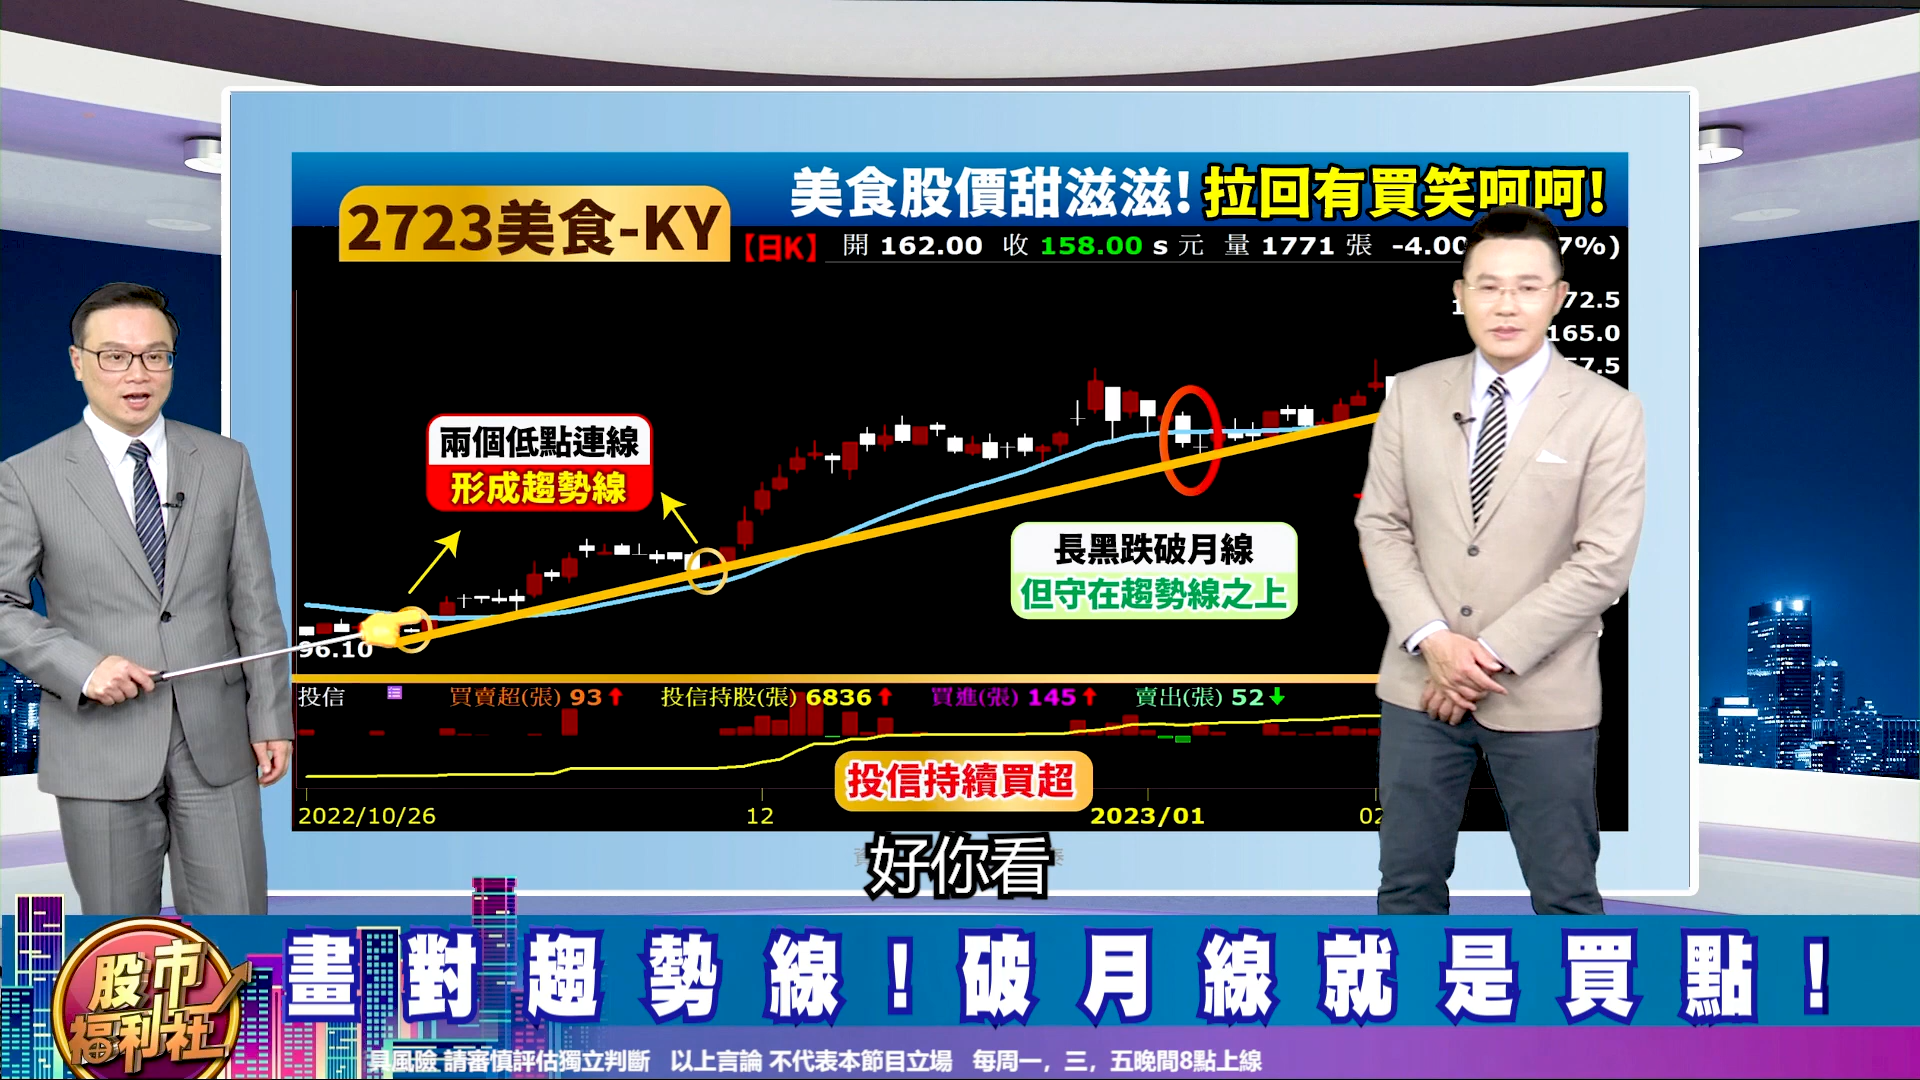 美食股價甜滋滋!拉回有買笑呵呵!
2723美食-KY
【日K】 開 162.00 收 158.00 s 元 量 1771 張 -4.00 7%)
72.5
165.0
57.5
兩個低點連線
形成趨勢線
長黑跌破月線
但守在趨勢線之上
96.10
投信 買賣超(張) 93↑ 投信持股(張) 6836↑ 買進(張) 145↑ 賣出(張) 52↓
投信持續買超
2022/10/26 12 2023/01 02
好你看
畫對趨勢線!破月線就是買點!
股市
福利社
具風險 請審慎評估獨立判斷 以上言論 不代表本節目立場 每周一，三，五晚間8點上線